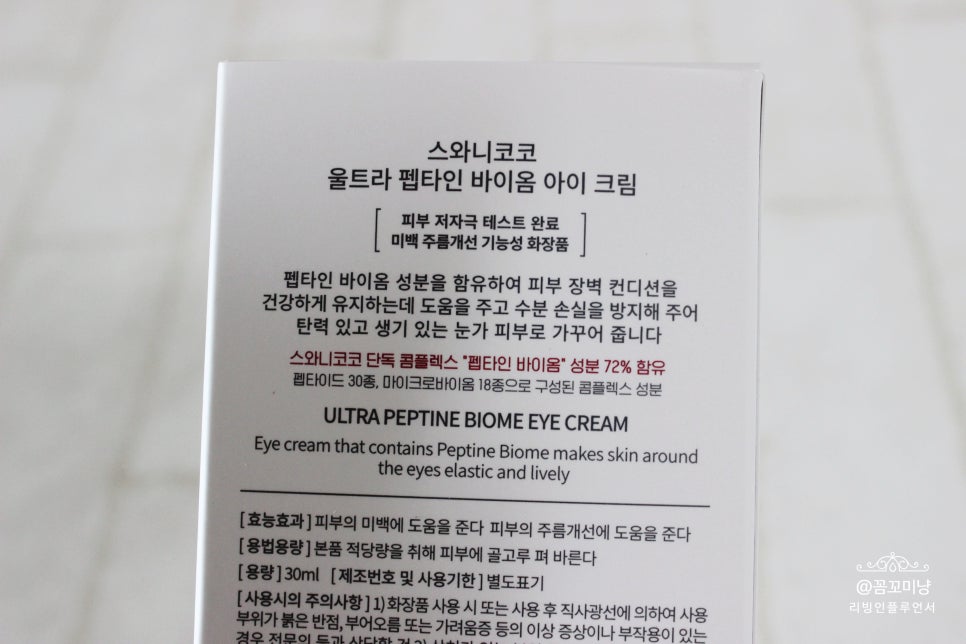 스와니코코
울트라 펩타인 바이옴 아이 크림
피부 저자극 테스트 완료
미백 주름개선 기능성 화장품
펩타인 바이옴 성분을 함유하여 피부 장벽 컨디션을
건강하게 유지하는데 도움을 주고 수분 손실을 방지해 주어
탄력 있고 생기 있는 눈가 피부로 가꾸어 줍니다
스와니코코 단독 콤플렉스 "펩타인 바이옴" 성분 72% 함유
펩타이드 30종, 마이크로바이옴 18종으로 구성된 콤플렉스 성분
ULTRA PEPTINE BIOME EYE CREAM
Eye cream that contains Peptine Biome makes skin around
the eyes elastic and lively
[효능효과] 피부의 미백에 도움을 준다 피부의 주름개선에 도움을 준다
[용법용량] 본품 적당량을 취해 피부에 골고루 펴 바른다
[용량] 30ml [제조번호 및 사용기한] 별도표기
[사용시의 주의사항] 1) 화장품 사용 시 또는 사용 후 직사광선에 의하여 사용
부위가 붉은 반점, 부어오름 또는 가려움증 등의 이상 증상이나 부작용이 있는
경우 전문의 등과 상담할 것 2)
@꼼꼬미냥
리빙인플루언서